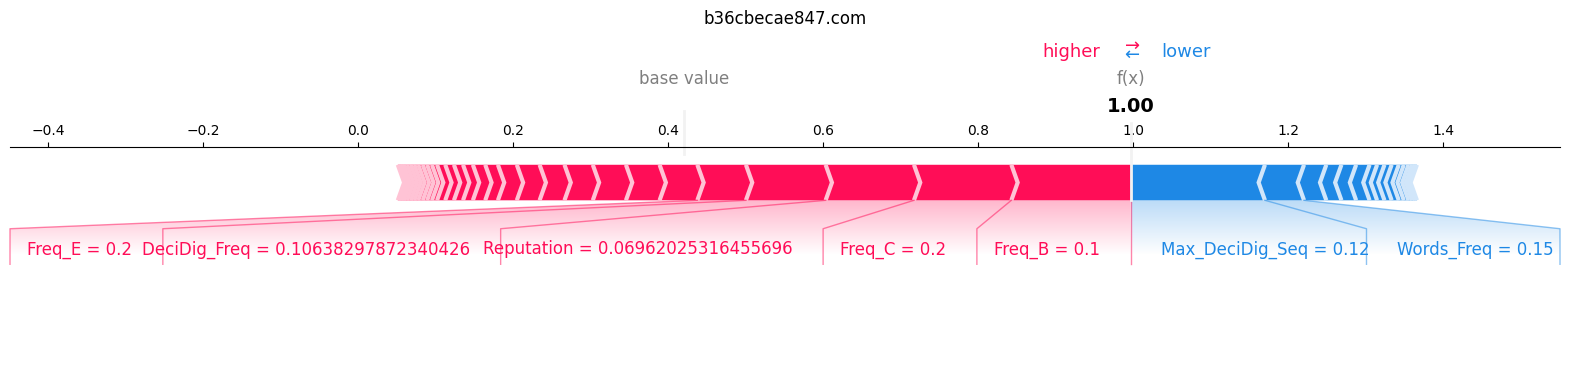 b36cbecae847.com
higher ⇄ lower
base value f(x)
1.00
−0.4 −0.2 0.0 0.2 0.4 0.6 0.8 1.0 1.2 1.4
Freq_E = 0.2 DeciDig_Freq = 0.10638297872340426 Reputation = 0.06962025316455696 Freq_C = 0.2 Freq_B = 0.1 Max_DeciDig_Seq = 0.12 Words_Freq = 0.15